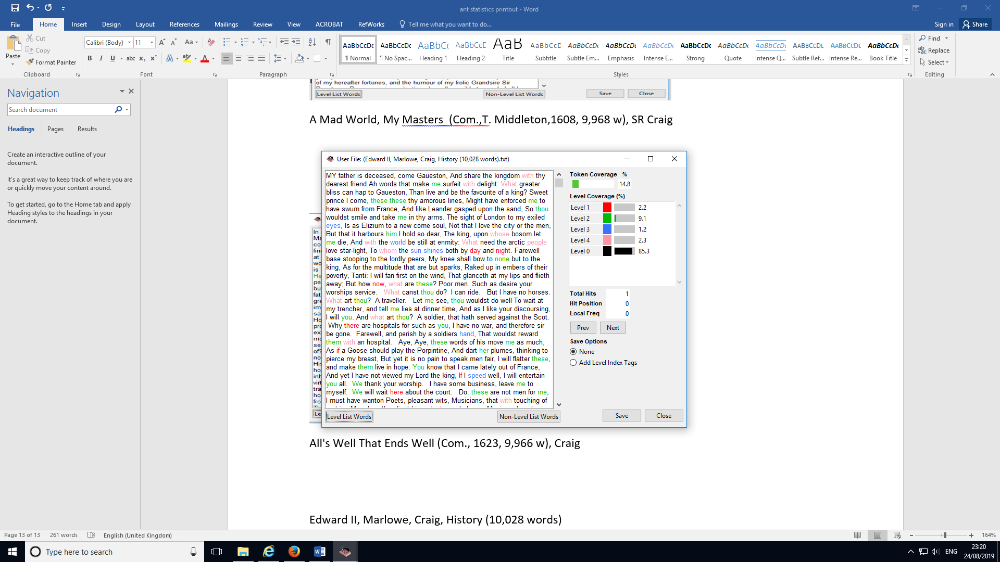 ant statistics printout - Word
File Home Insert Design Layout References Mailings Review View ACROBAT RefWorks Tell me what you want to do... Sign in Share
Paste
Cut
Copy
Format Painter
Calibri (Body) 11
AaBbCcDc AaBbCcDc AaBbCc AaBbCcD AaB AaBbCcD AaBbCcDc AaBbCcDc AaBbCcDc AaBbCcDc AaBbCcDc AaBbCcDc AABBCCDE AABBCCDE AaBbCcDc
¶ Normal ¶ No Spac... Heading 1 Heading 2 Title Subtitle Subtle Em... Emphasis Intense E... Strong Quote Intense Q... Subtle Ref... Intense Re... Book Title
Find
Replace
Select
Clipboard Font Paragraph Styles Editing
Navigation
Search document
Headings Pages Results
Create an interactive outline of your
document.
It's a great way to keep track of where you are
or quickly move your content around.
To get started, go to the Home tab and apply
Heading styles to the headings in your
document.
of my hereafter fortunes, and the humour of my frolic Grandsire Sir
Level List Words Non-Level List Words Save Close
A Mad World, My Masters (Com.,T. Middleton,1608, 9,968 w), SR Craig
User File: (Edward II, Marlowe, Craig, History (10,028 words).txt)
MY father is deceased, come Gaueston, And share the kingdom with thy
dearest friend Ah words that make me surfeit with delight: What greater
bliss can hap to Gaueston, Than live and be the favourite of a king? Sweet
prince I come, these these thy amorous lines, Might have enforced me to
have swum from France, And like Leander gasped upon the sand, So thou
wouldst smile and take me in thy arms. The sight of London to my exiled
eyes, Is as Elizium to a new come soul, Not that I love the city or the men,
But that it harbours him I hold so dear, The king, upon whose bosom let
me die, And with the world be still at enmity: What need the arctic people
love star-light, To whom the sun shines both by day and night. Farewell
base stooping to the lordly peers, My knee shall bow to none but to the
king, As for the multitude that are but sparks, Raked up in embers of their
poverty, Tanti: I will fan first on the wind, That glanceth at my lips and flieth
away; But how now, what are these? Poor men. Such as desire your
worships service. What canst thou do? I can ride. But I have no horses.
What art thou? A traveller. Let me see, thou wouldst do well To wait at
my trencher, and tell me lies at dinner time, And as I like your discoursing,
I will you. And what art thou? A soldier, that hath served against the Scot.
Why there are hospitals for such as you, I have no war, and therefore sir
be gone. Farewell, and perish by a soldiers hand, That wouldst reward
them with an hospital. Aye, Aye, these words of his move me as much,
As if a Goose should play the Porpintine, And dart her plumes, thinking to
pierce my breast, But yet it is no pain to speak men fair, I will flatter these,
and make them live in hope: You know that I came lately out of France,
And yet I have not viewed my Lord the king, If I speed well, I will entertain
you all. We thank your worship. I have some business, leave me to
myself. We will wait here about the court. Do: these are not men for me,
I must have wanton Poets, pleasant wits, Musicians, that with touching of
Level List Words Non-Level List Words Save Close
Token Coverage %
14.8
Level Coverage (%)
Level 1 2.2
Level 2 9.1
Level 3 1.2
Level 4 2.3
Level 0 85.3
Total Hits 1
Hit Position 0
Local Freq 0
Prev Next
Save Options
None
Add Level Index Tags
All's Well That Ends Well (Com., 1623, 9,966 w), Craig
Edward II, Marlowe, Craig, History (10,028 words)
Page 13 of 13 261 words English (United Kingdom) 164%
Type here to search
ENG
23:20
24/08/2019